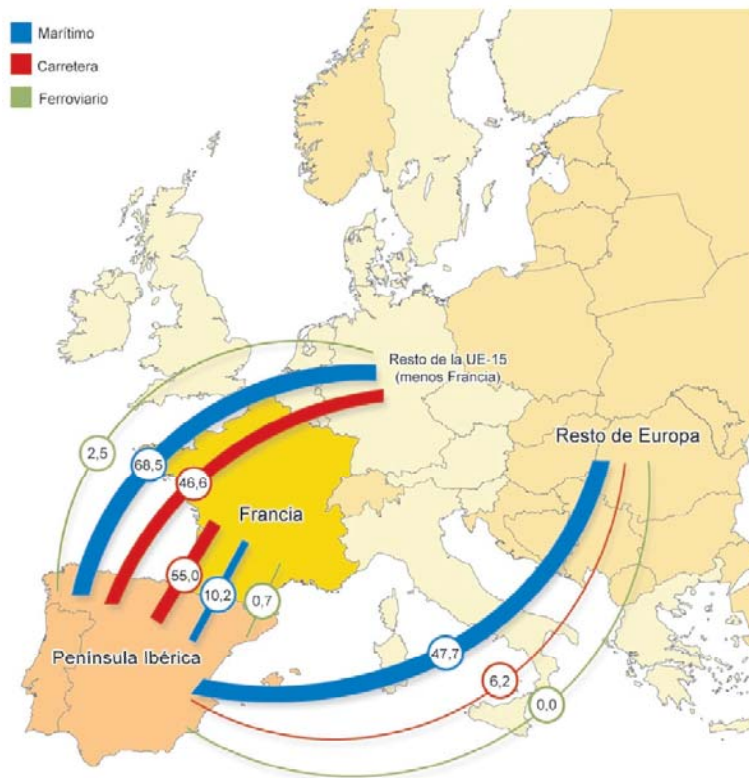 Marítimo
Carretera
Ferroviario
Resto de la UE-15
(menos Francia)
2,5
68,5
46,6
Resto de Europa
Francia
55,0
10,2
0,7
Península Ibérica
47,7
6,2
0,0